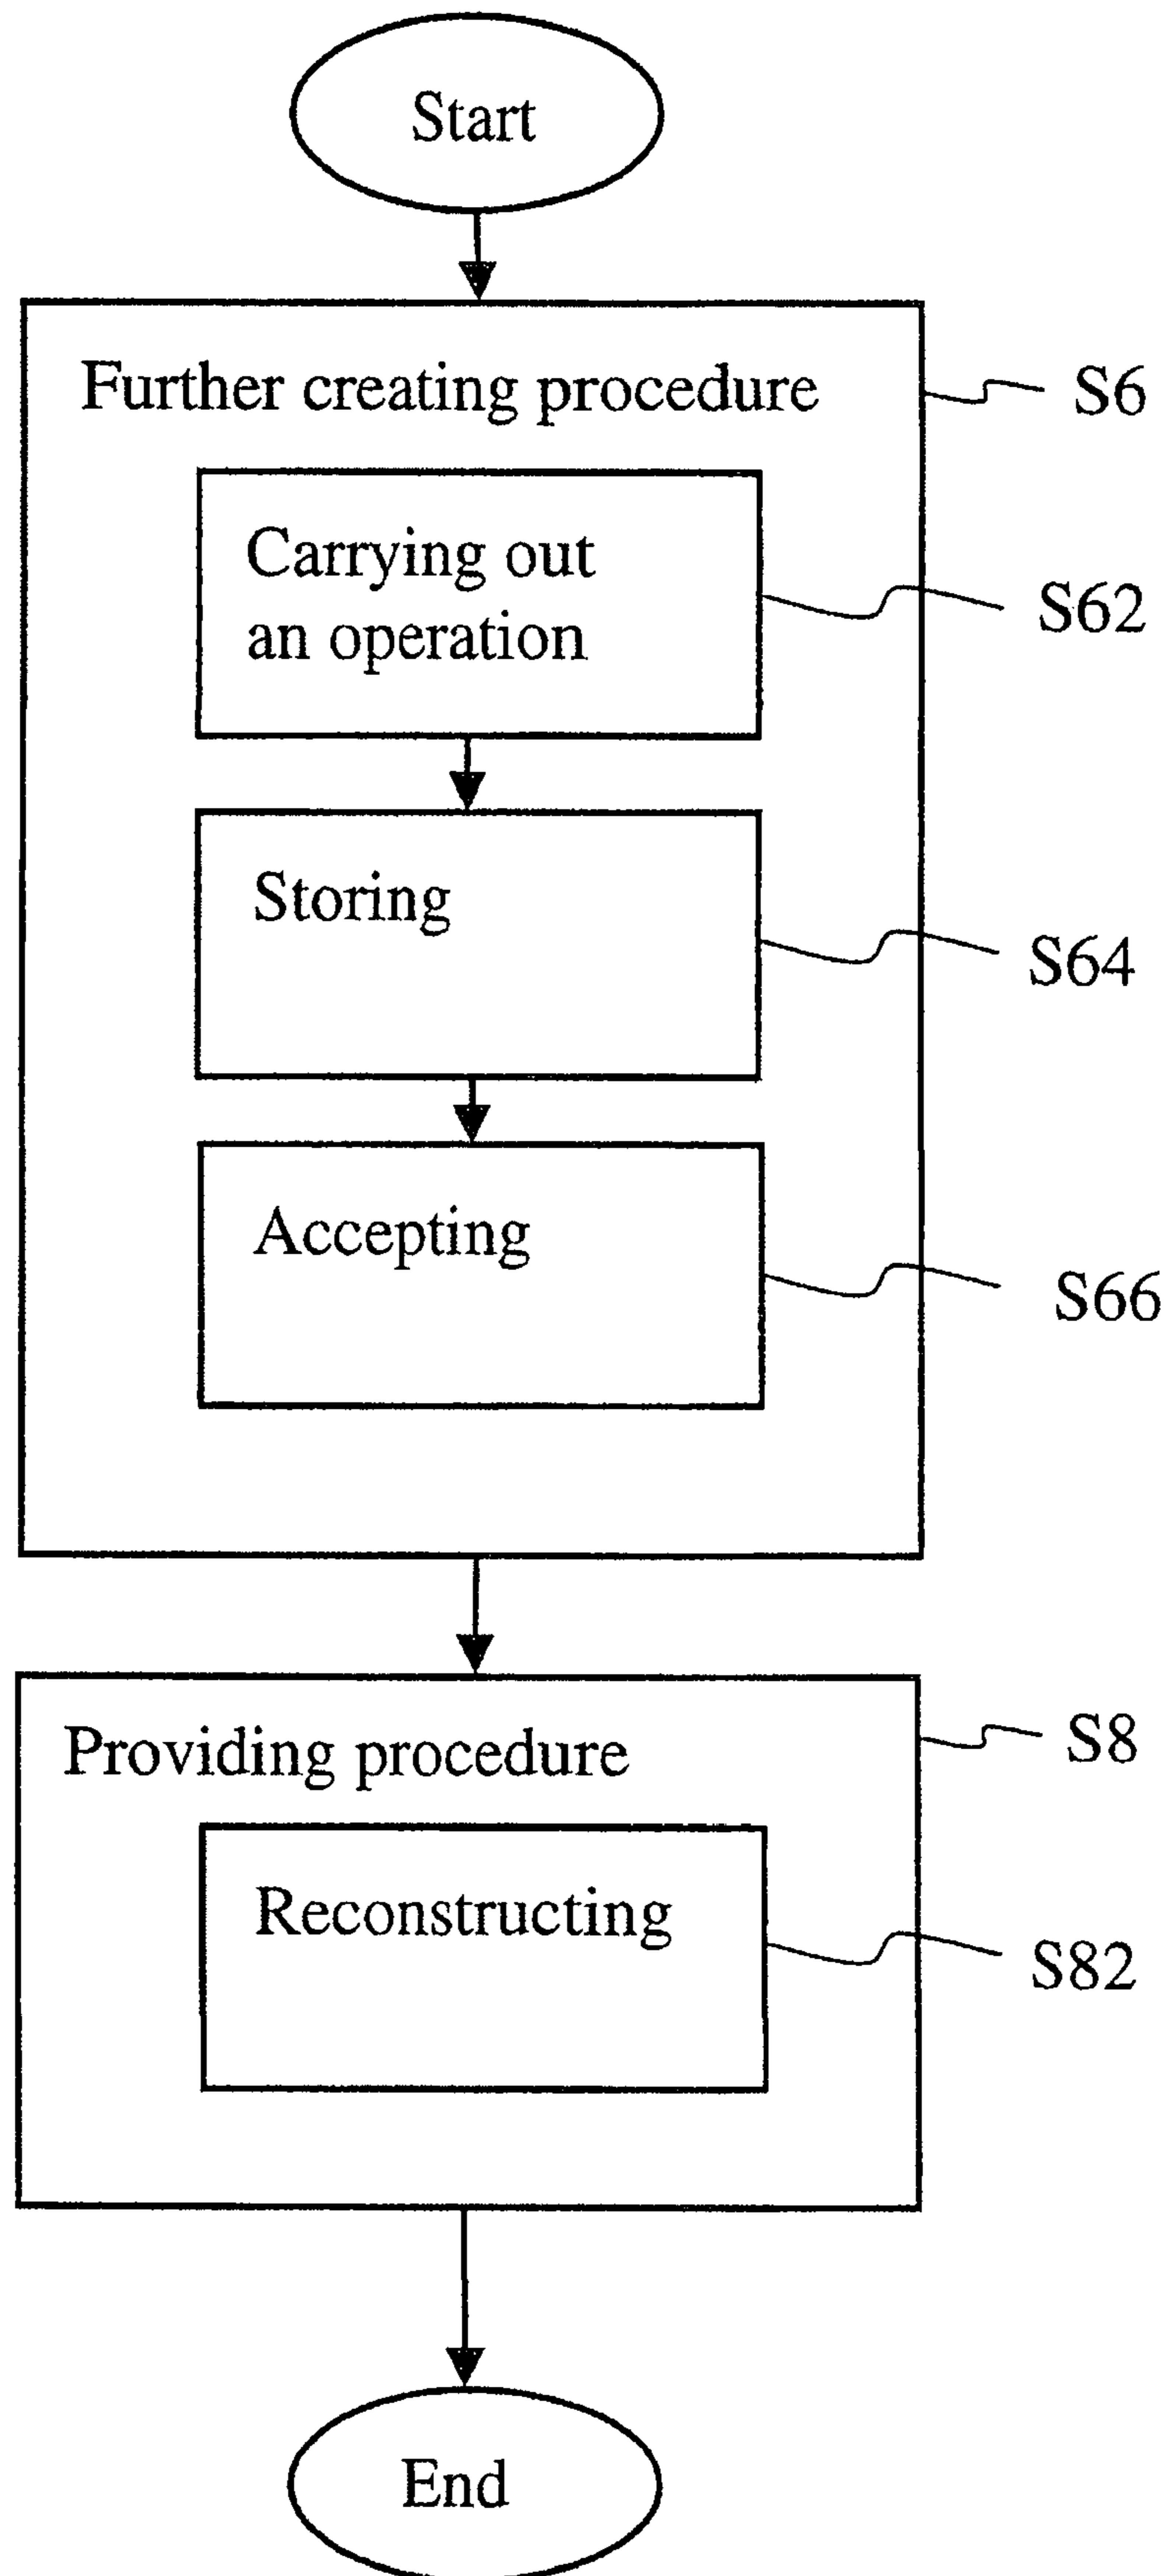 Start
Further creating procedure
S6
Carrying out
an operation
S62
Storing
S64
Accepting
S66
Providing procedure
S8
Reconstructing
S82
End